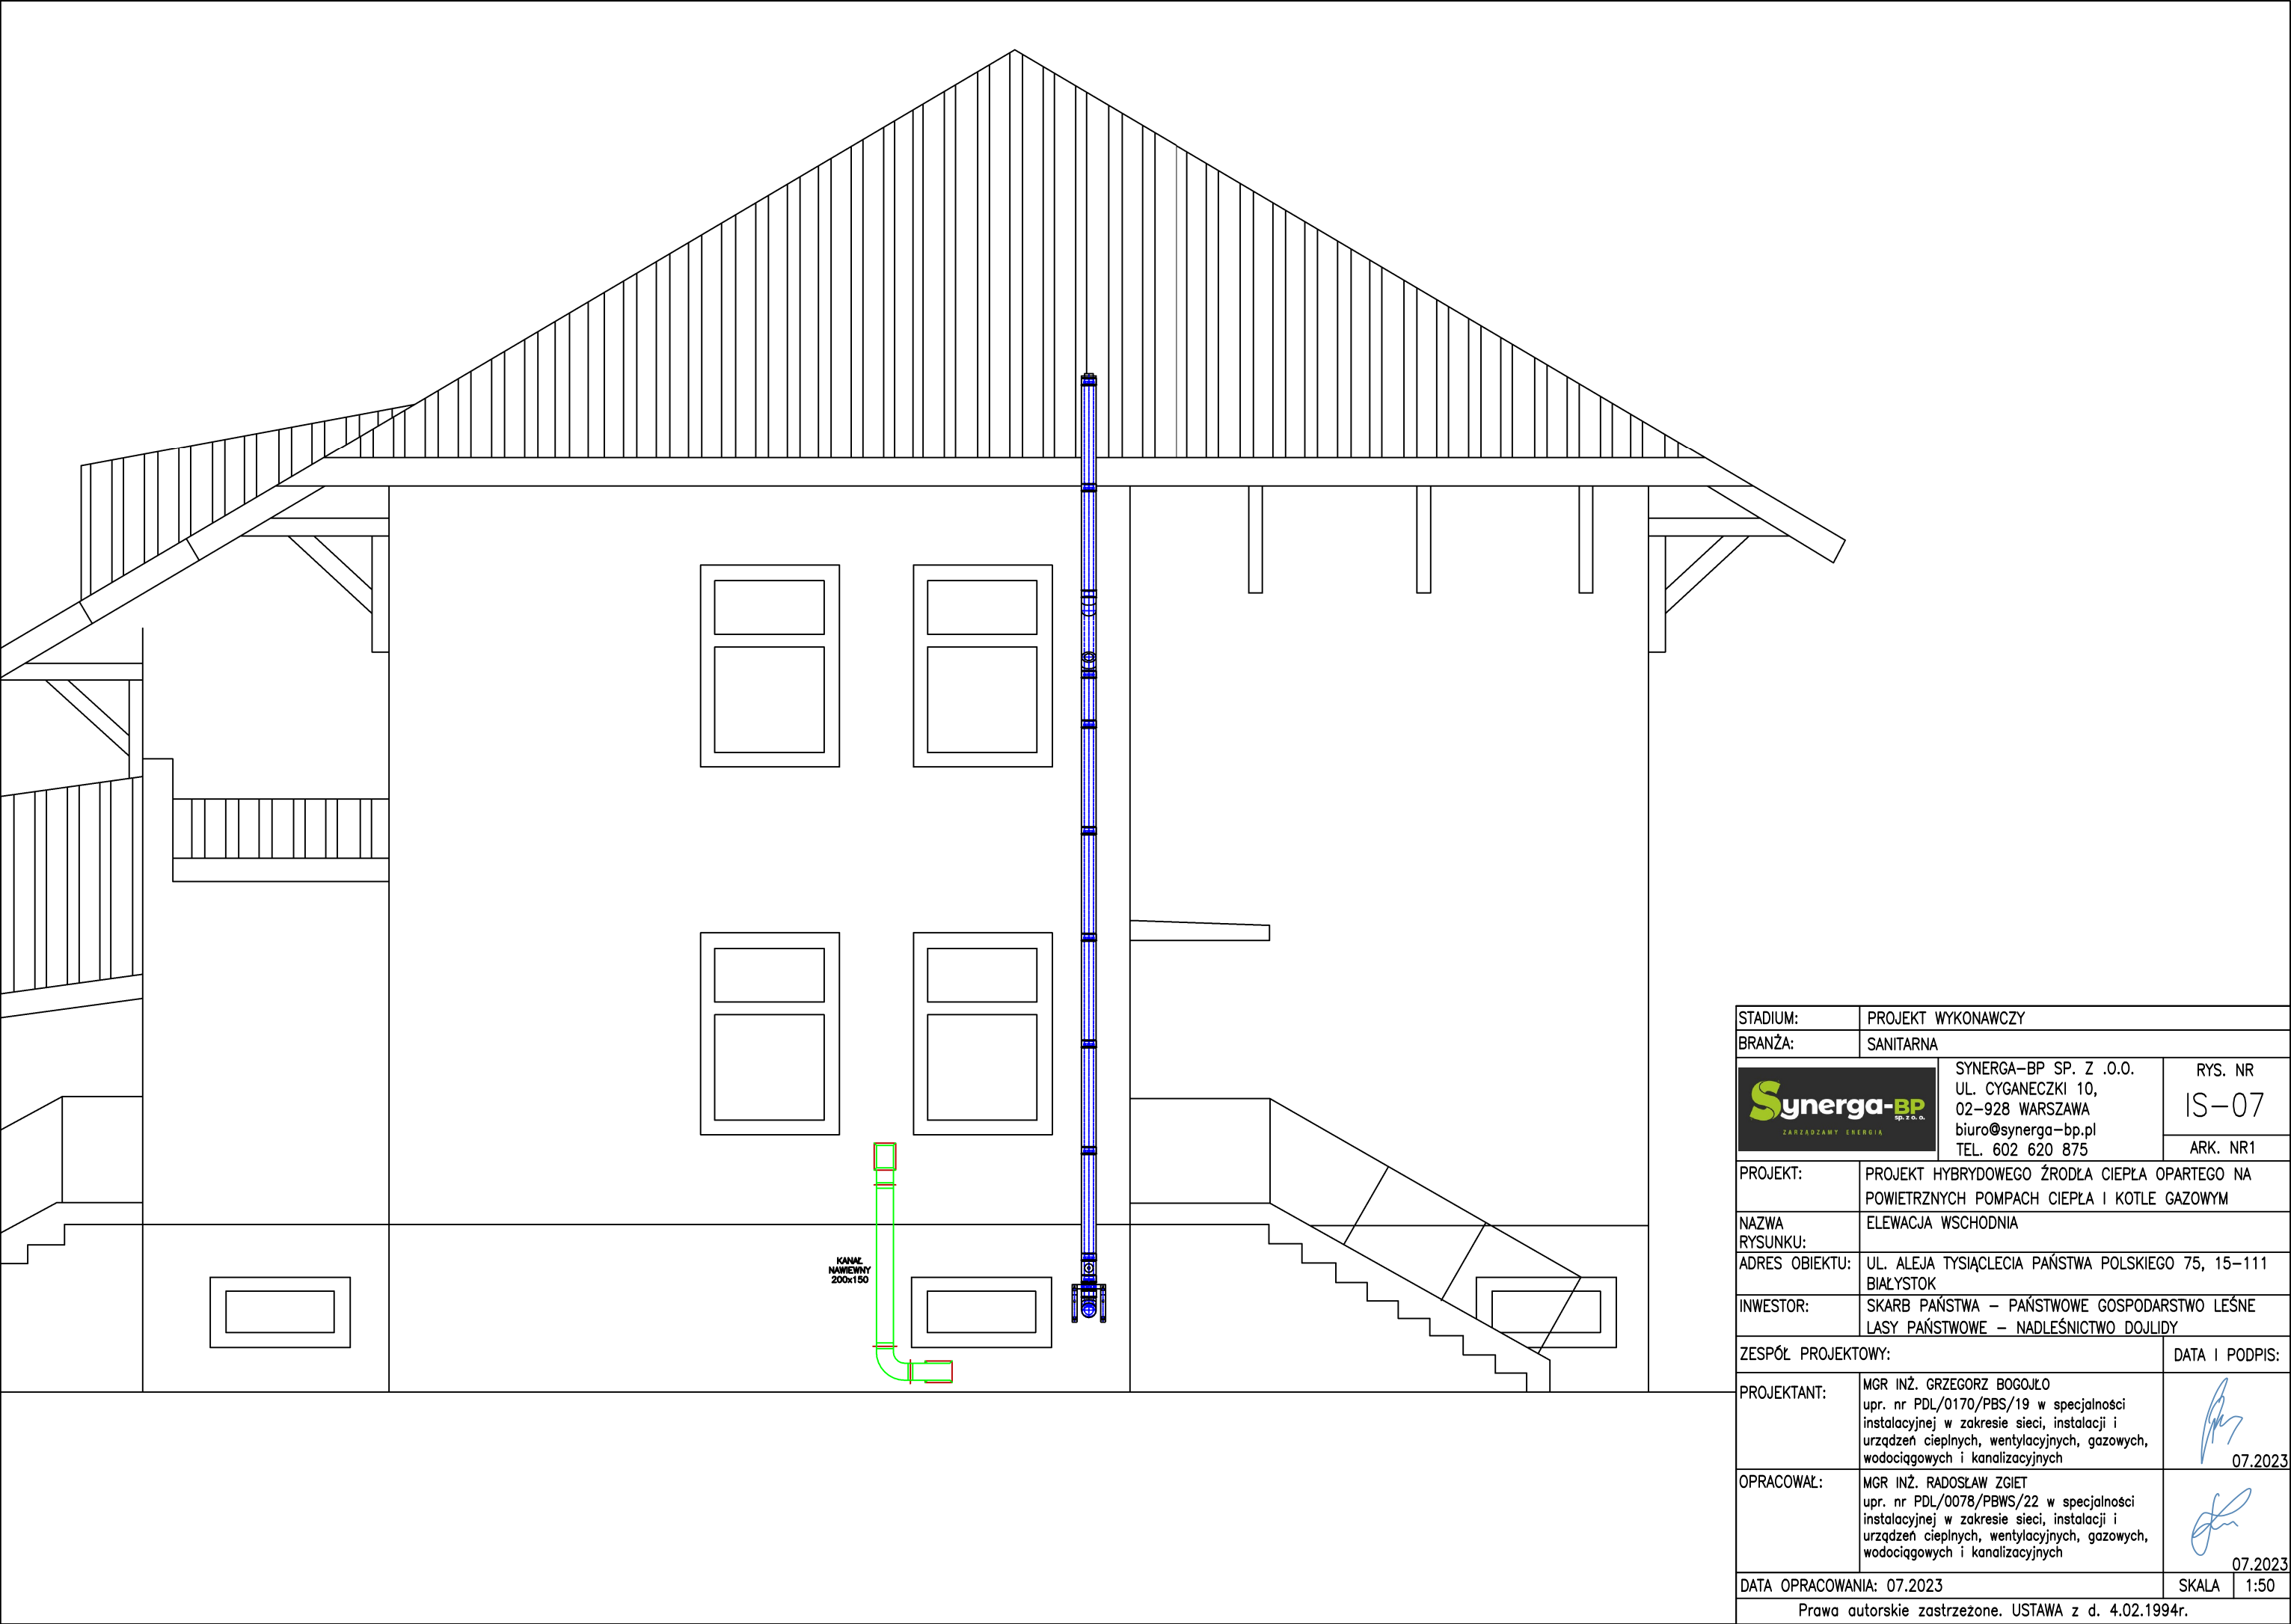 KANAŁ
NAWIEWNY
200x150
STADIUM: PROJEKT WYKONAWCZY
BRANŻA: SANITARNA
Synerga-BP
sp. z o. o.
ZARZĄDZAMY ENERGIĄ
SYNERGA-BP SP. Z .O.O.
UL. CYGANECZKI 10,
02-928 WARSZAWA
biuro@synerga-bp.pl
TEL. 602 620 875
RYS. NR
IS-07
ARK. NR1
PROJEKT: PROJEKT HYBRYDOWEGO ŹRODŁA CIEPŁA OPARTEGO NA
POWIETRZNYCH POMPACH CIEPŁA I KOTLE GAZOWYM
NAZWA
RYSUNKU:
ELEWACJA WSCHODNIA
ADRES OBIEKTU: UL. ALEJA TYSIĄCLECIA PAŃSTWA POLSKIEGO 75, 15-111
BIAŁYSTOK
INWESTOR: SKARB PAŃSTWA - PAŃSTWOWE GOSPODARSTWO LEŚNE
LASY PAŃSTWOWE - NADLEŚNICTWO DOJLIDY
ZESPÓŁ PROJEKTOWY: DATA I PODPIS:
PROJEKTANT: MGR INŻ. GRZEGORZ BOGOJŁO
upr. nr PDL/0170/PBS/19 w specjalności
instalacyjnej w zakresie sieci, instalacji i
urządzeń cieplnych, wentylacyjnych, gazowych,
wodociągowych i kanalizacyjnych
07.2023
OPRACOWAŁ: MGR INŻ. RADOSŁAW ZGIET
upr. nr PDL/0078/PBWS/22 w specjalności
instalacyjnej w zakresie sieci, instalacji i
urządzeń cieplnych, wentylacyjnych, gazowych,
wodociągowych i kanalizacyjnych
07.2023
DATA OPRACOWANIA: 07.2023 SKALA 1:50
Prawa autorskie zastrzeżone. USTAWA z d. 4.02.1994r.